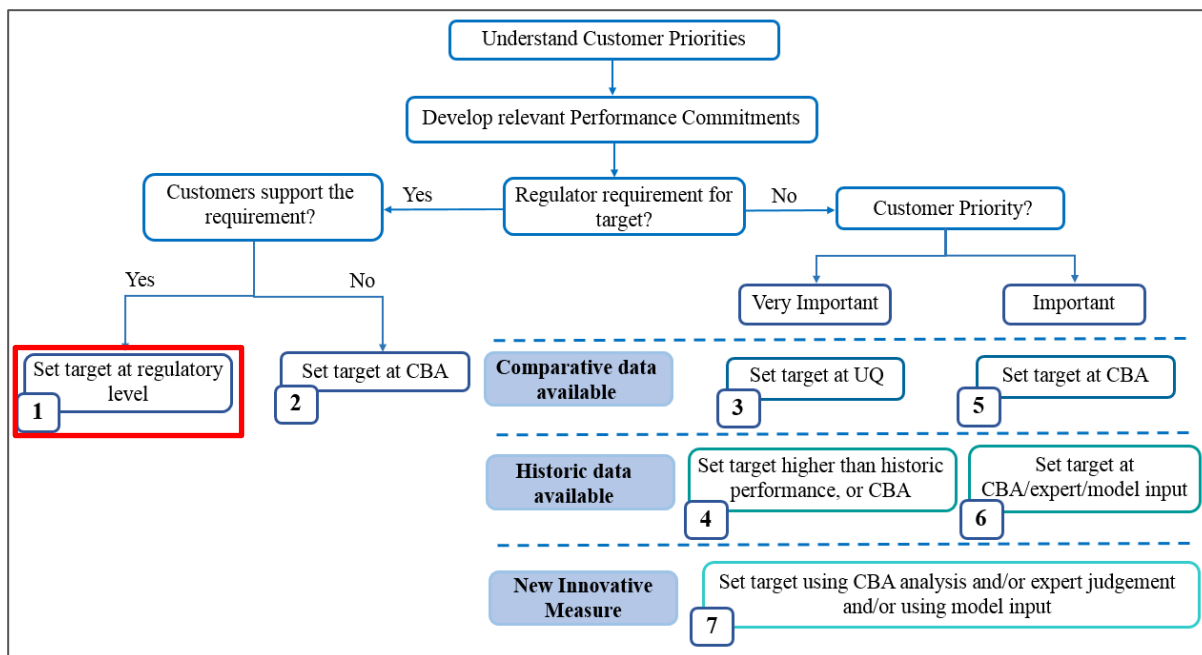 Understand Customer Priorities
Develop relevant Performance Commitments
Customers support the
requirement?
Yes
Regulator requirement for
target?
No
Customer Priority?
Yes
No
Very Important
Important
Set target at regulatory
level
1
Set target at CBA
2
Comparative data
available
Set target at UQ
3
Set target at CBA
5
Historic data
available
Set target higher than historic
performance, or CBA
4
Set target at
CBA/expert/model input
6
New Innovative
Measure
Set target using CBA analysis and/or expert judgement
and/or using model input
7